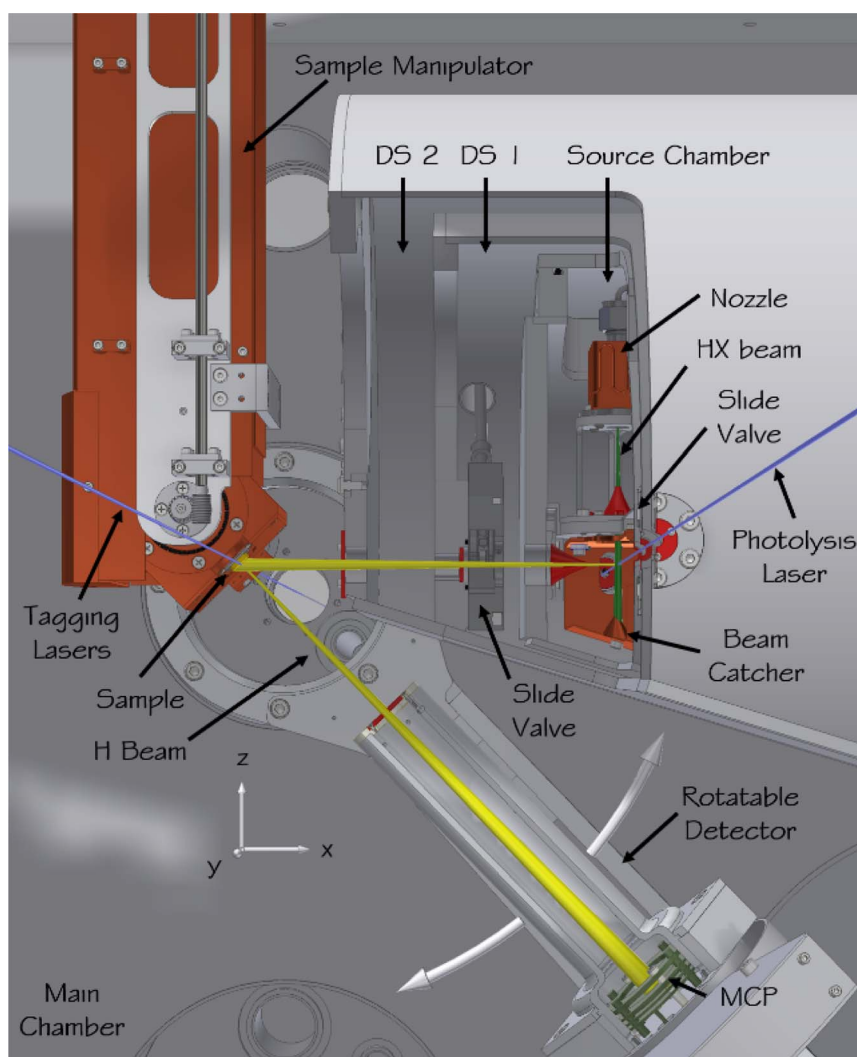 Sample Manipulator
DS 2 DS 1 Source Chamber
Nozzle
HX beam
Slide
Valve
Photolysis
Laser
Tagging
Lasers
Sample
H Beam
Slide
Valve
Beam
Catcher
z
x
y
Rotatable
Detector
MCP
Main
Chamber